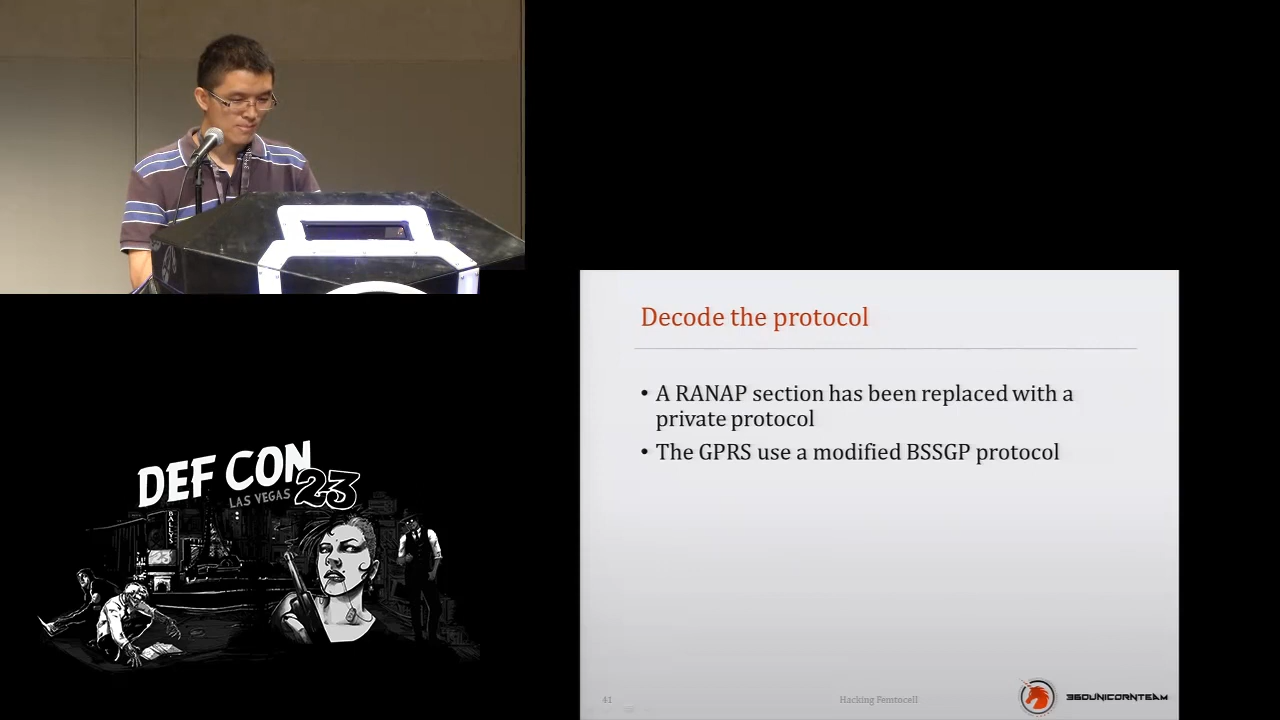 Decode the protocol
• A RANAP section has been replaced with a
private protocol
• The GPRS use a modified BSSGP protocol
DEF CON
LAS VEGAS 23
BALLYS
41
Hacking Femtocell
360UNICORNTEAM